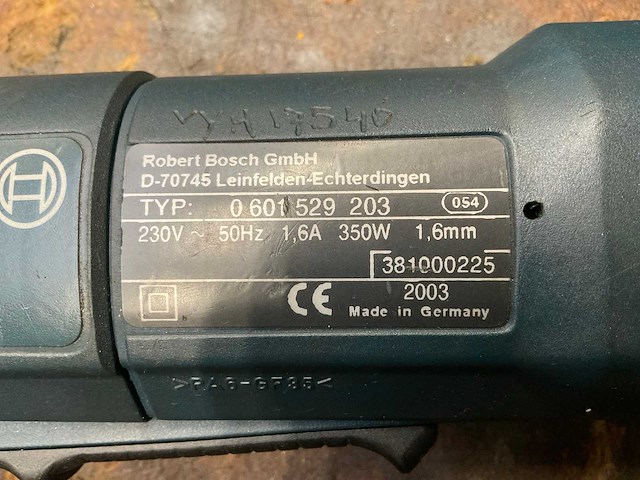 VYH 17540
Robert Bosch GmbH
D-70745 Leinfelden-Echterdingen
TYP: 0 601 529 203 054
230V ~ 50Hz 1,6A 350W 1,6mm
381000225
CE 2003
Made in Germany
>PA6-GF35<